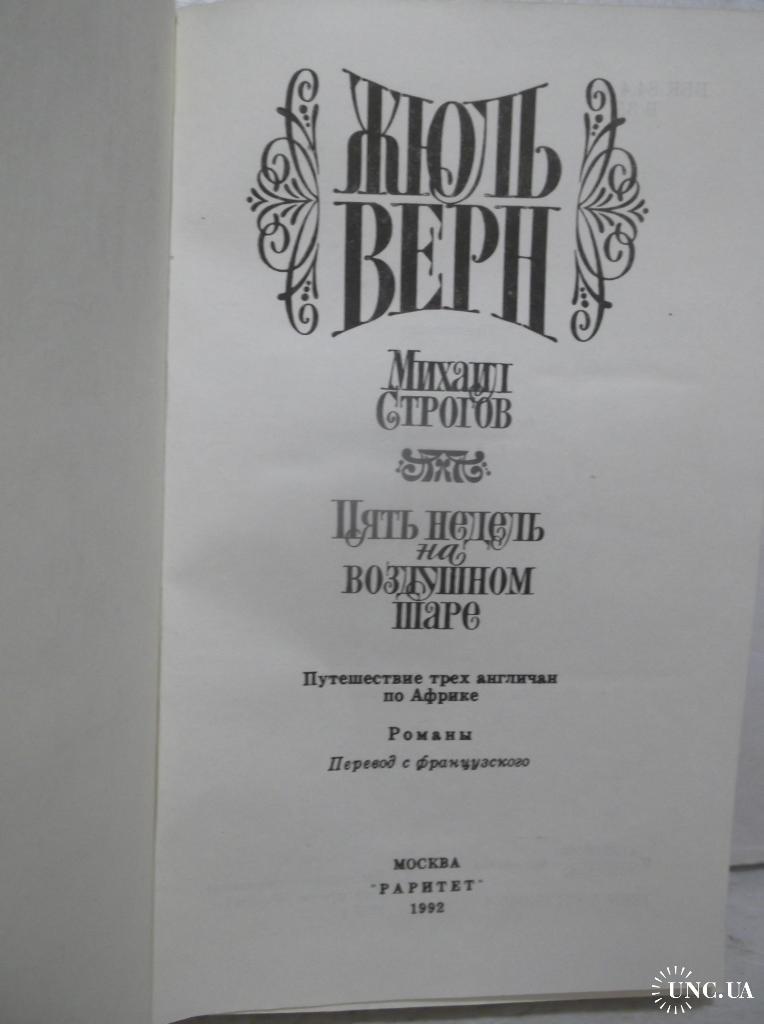 ЖЮЛЬ
ВЕРН
Михаил
Строгов
Пять недель
на
воздушном
шаре
Путешествие трех англичан
по Африке
Романы
Перевод с французского
МОСКВА
"РАРИТЕТ"
1992
UNC.UA